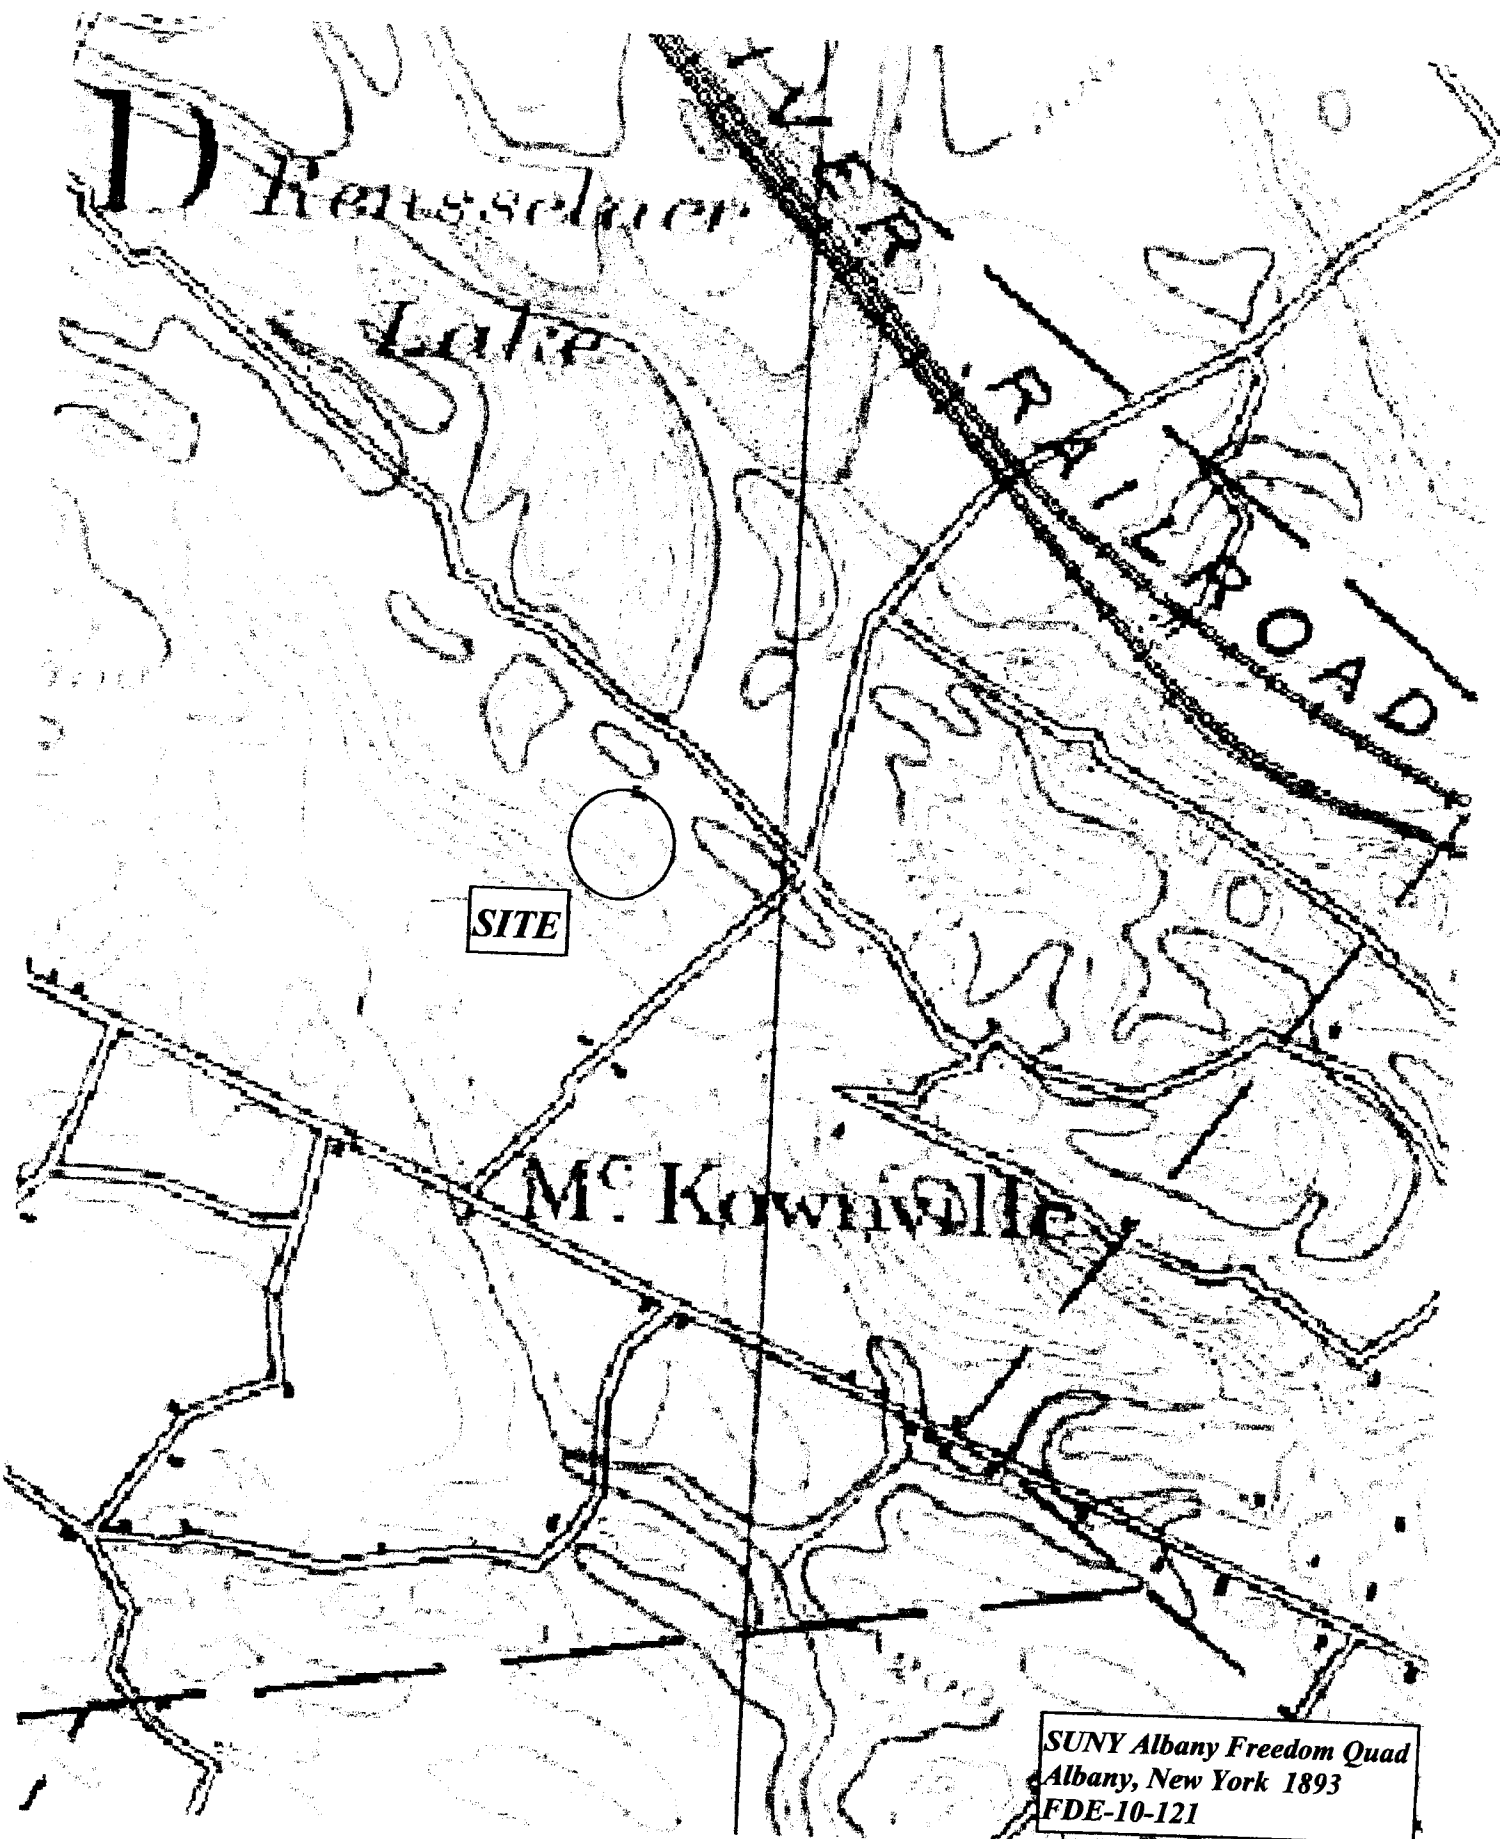 D Rensselaer
Lake
RAILROAD
SITE
Mc Kownville
SUNY Albany Freedom Quad
Albany, New York 1893
FDE-10-121